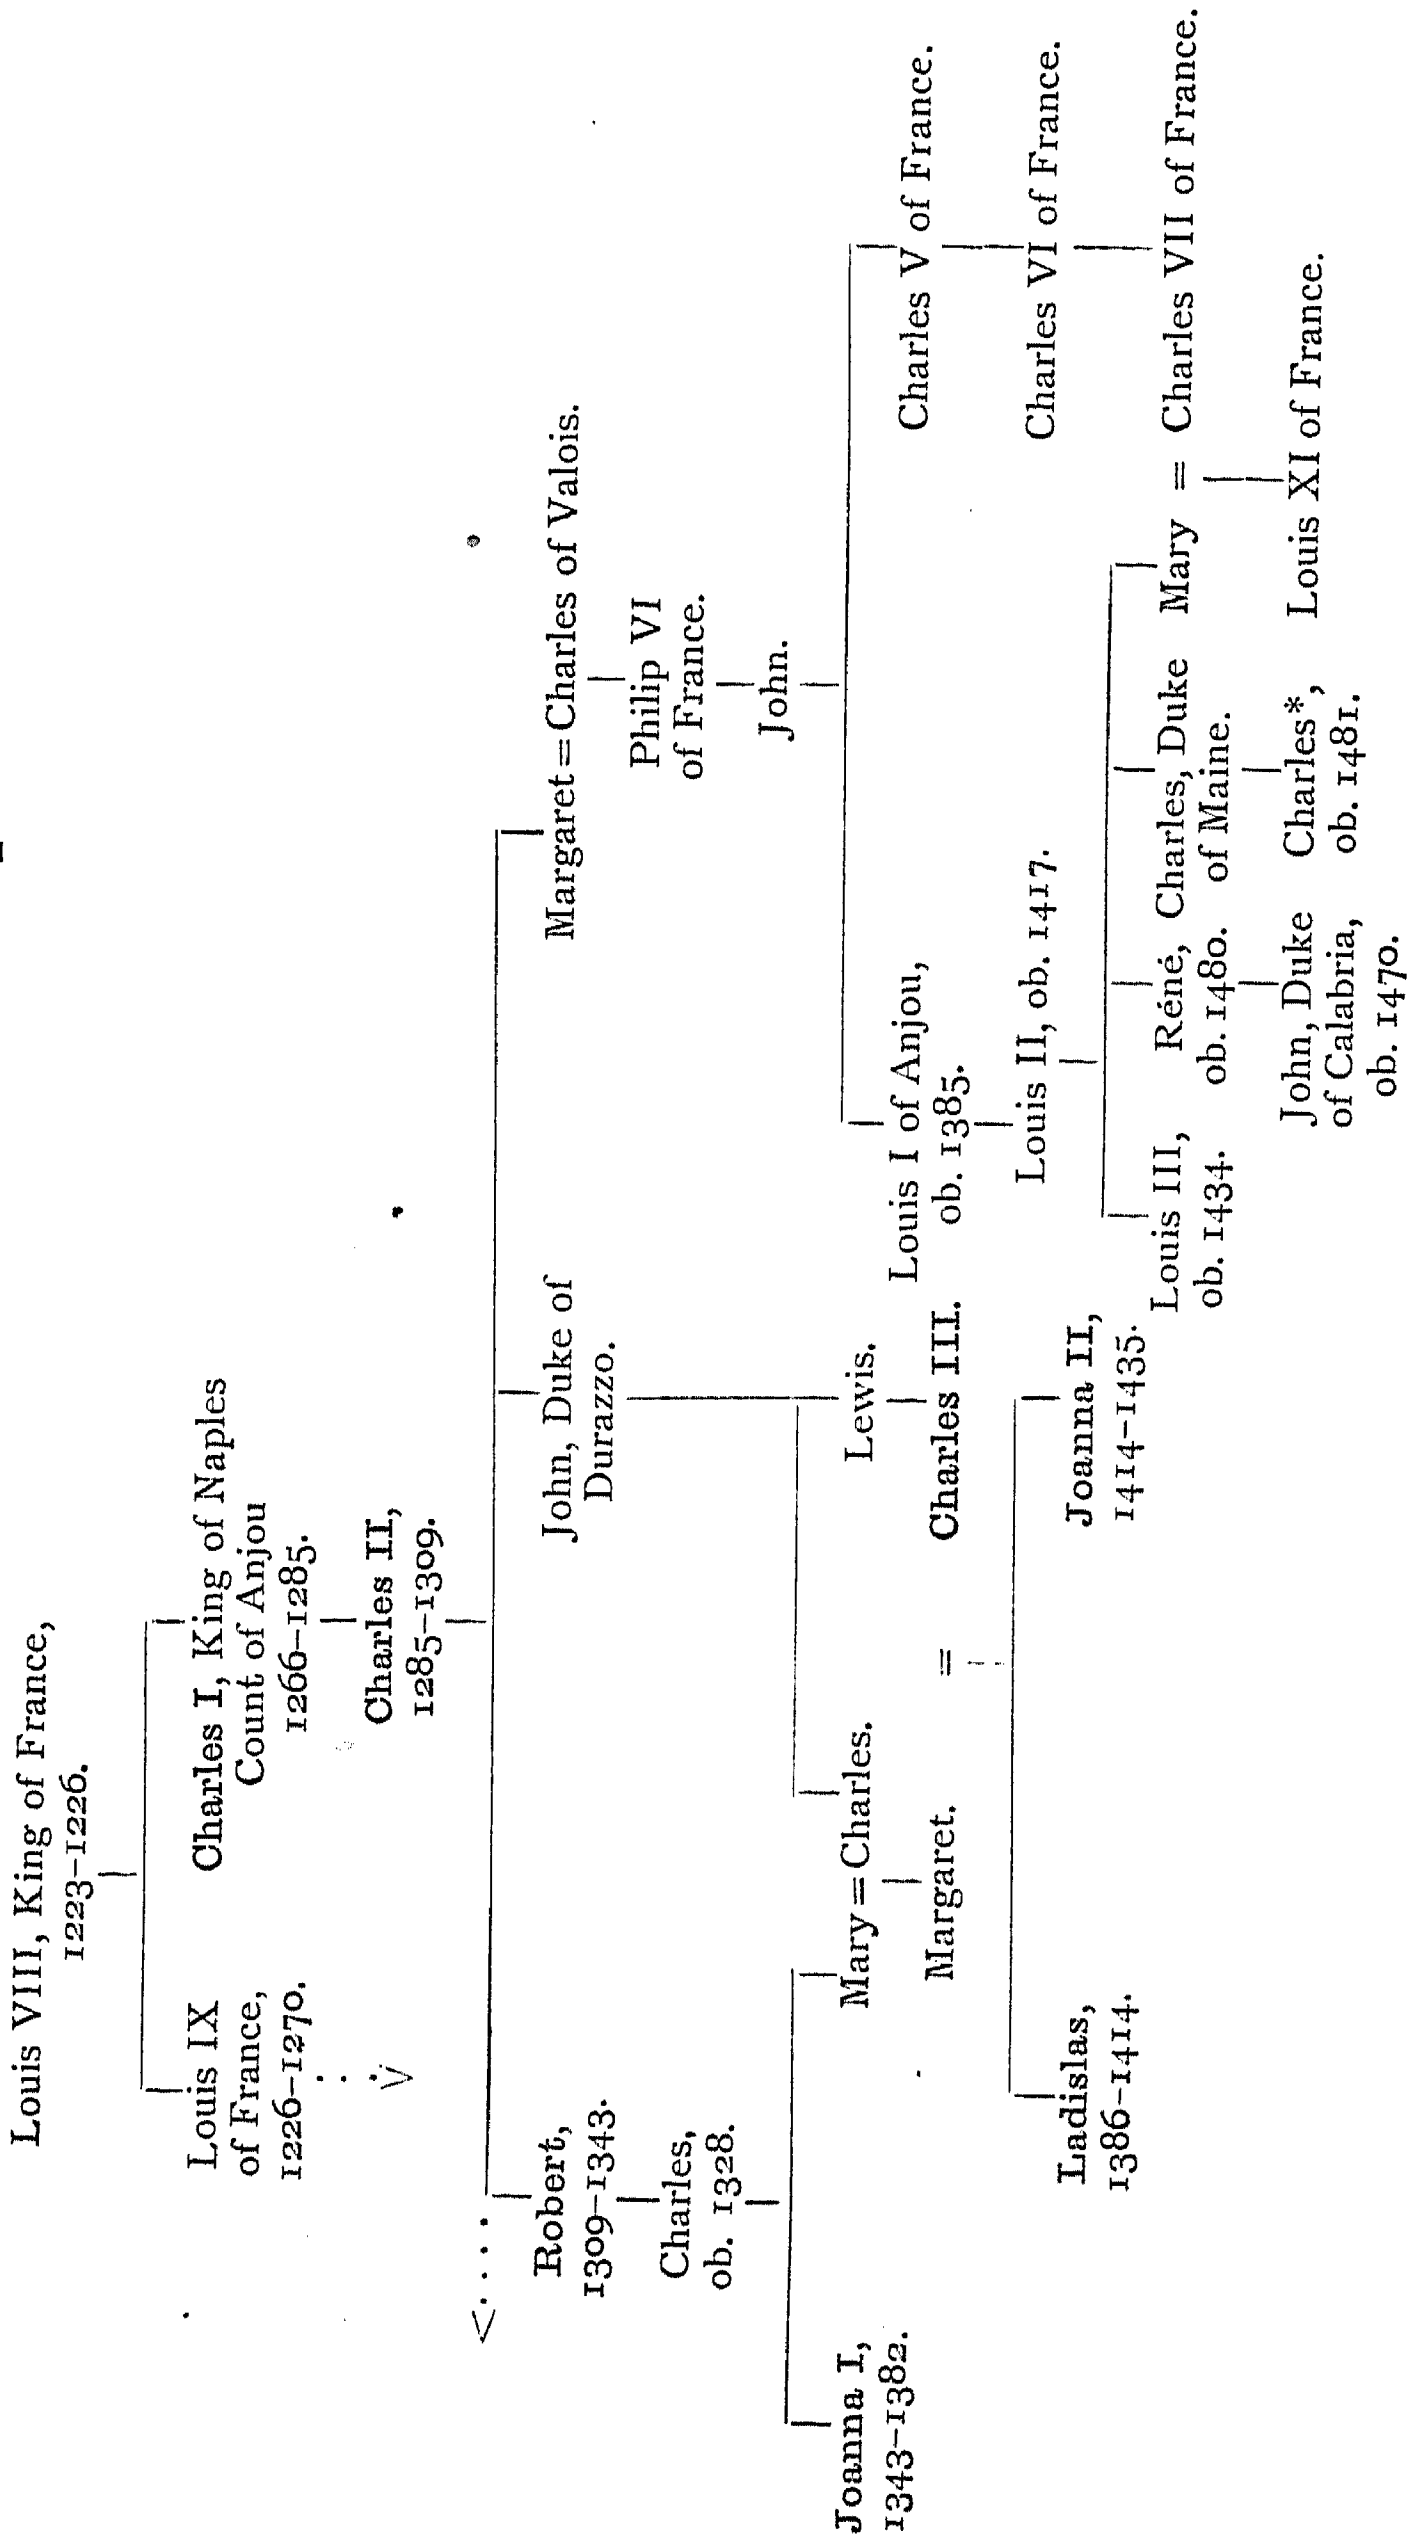 Louis VIII, King of France,
1223–1226.
Louis IX
of France,
1226–1270.
Charles I, King of Naples
Count of Anjou
1266–1285.
Charles II,
1285–1309.
Robert,
1309–1343.
John, Duke of
Durazzo.
Margaret = Charles of Valois.
Charles,
ob. 1328.
Philip VI
of France.
John.
Joanna I,
1343–1382.
Mary = Charles.
Lewis.
Louis I of Anjou,
ob. 1385.
Charles V of France.
Margaret. = Charles III.
Louis II, ob. 1417.
Charles VI of France.
Ladislas,
1386–1414.
Joanna II,
1414–1435.
Louis III,
ob. 1434.
Réné,
ob. 1480.
Charles, Duke
of Maine.
Mary = Charles VII of France.
John, Duke
of Calabria,
ob. 1470.
Charles*,
ob. 1481.
Louis XI of France.